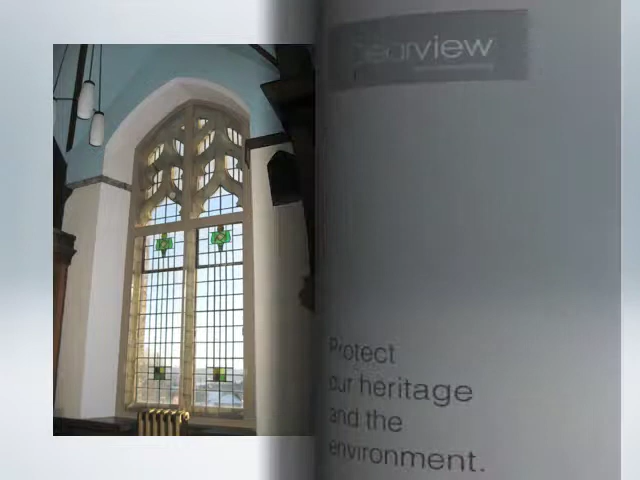 clearview
Protect
our heritage
and the
environment.